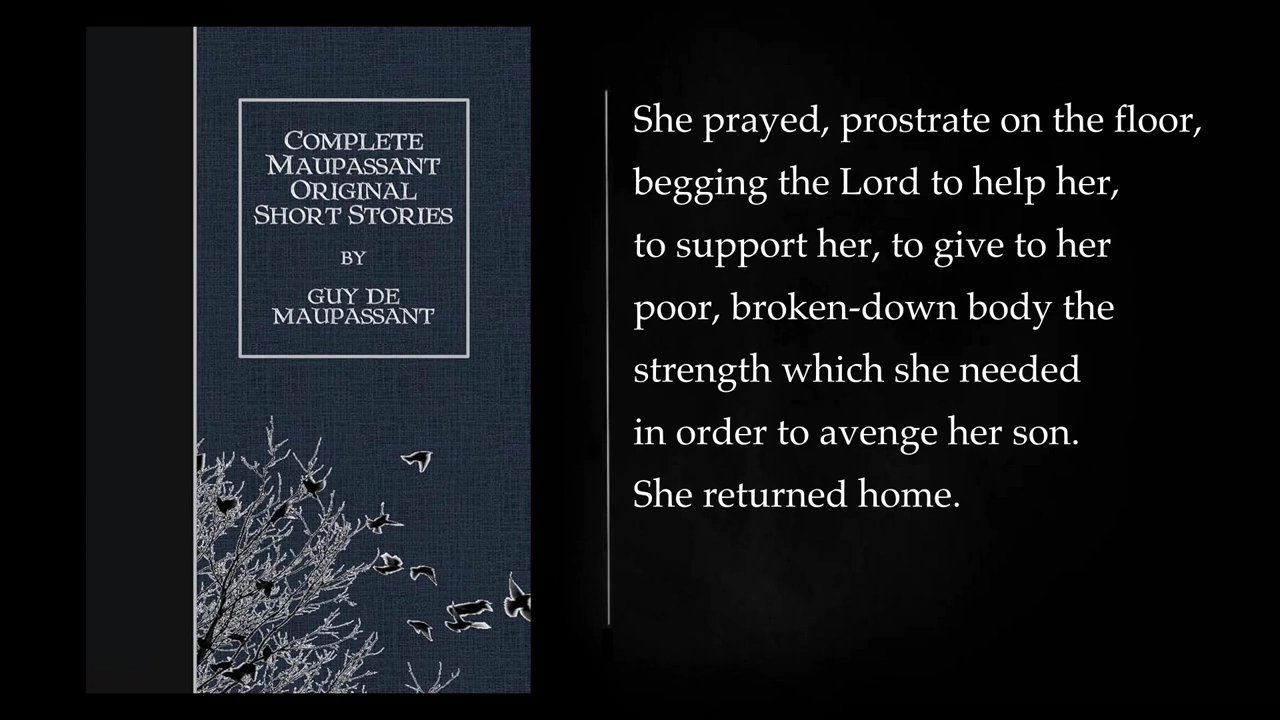 COMPLETE
MAUPASSANT
ORIGINAL
SHORT STORIES
BY
GUY DE
MAUPASSANT
She prayed, prostrate on the floor,
begging the Lord to help her,
to support her, to give to her
poor, broken-down body the
strength which she needed
in order to avenge her son.
She returned home.